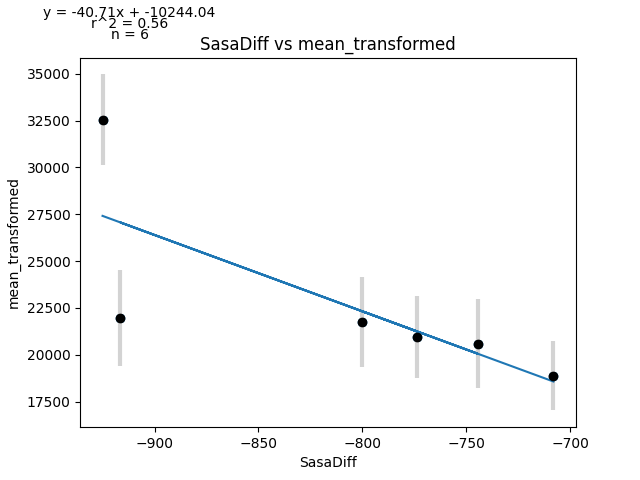 y = -40.71x + -10244.04
r^2 = 0.56
n = 6
SasaDiff vs mean_transformed
35000
32500
30000
27500
25000
22500
20000
17500
mean_transformed
−900
−850
−800
−750
−700
SasaDiff